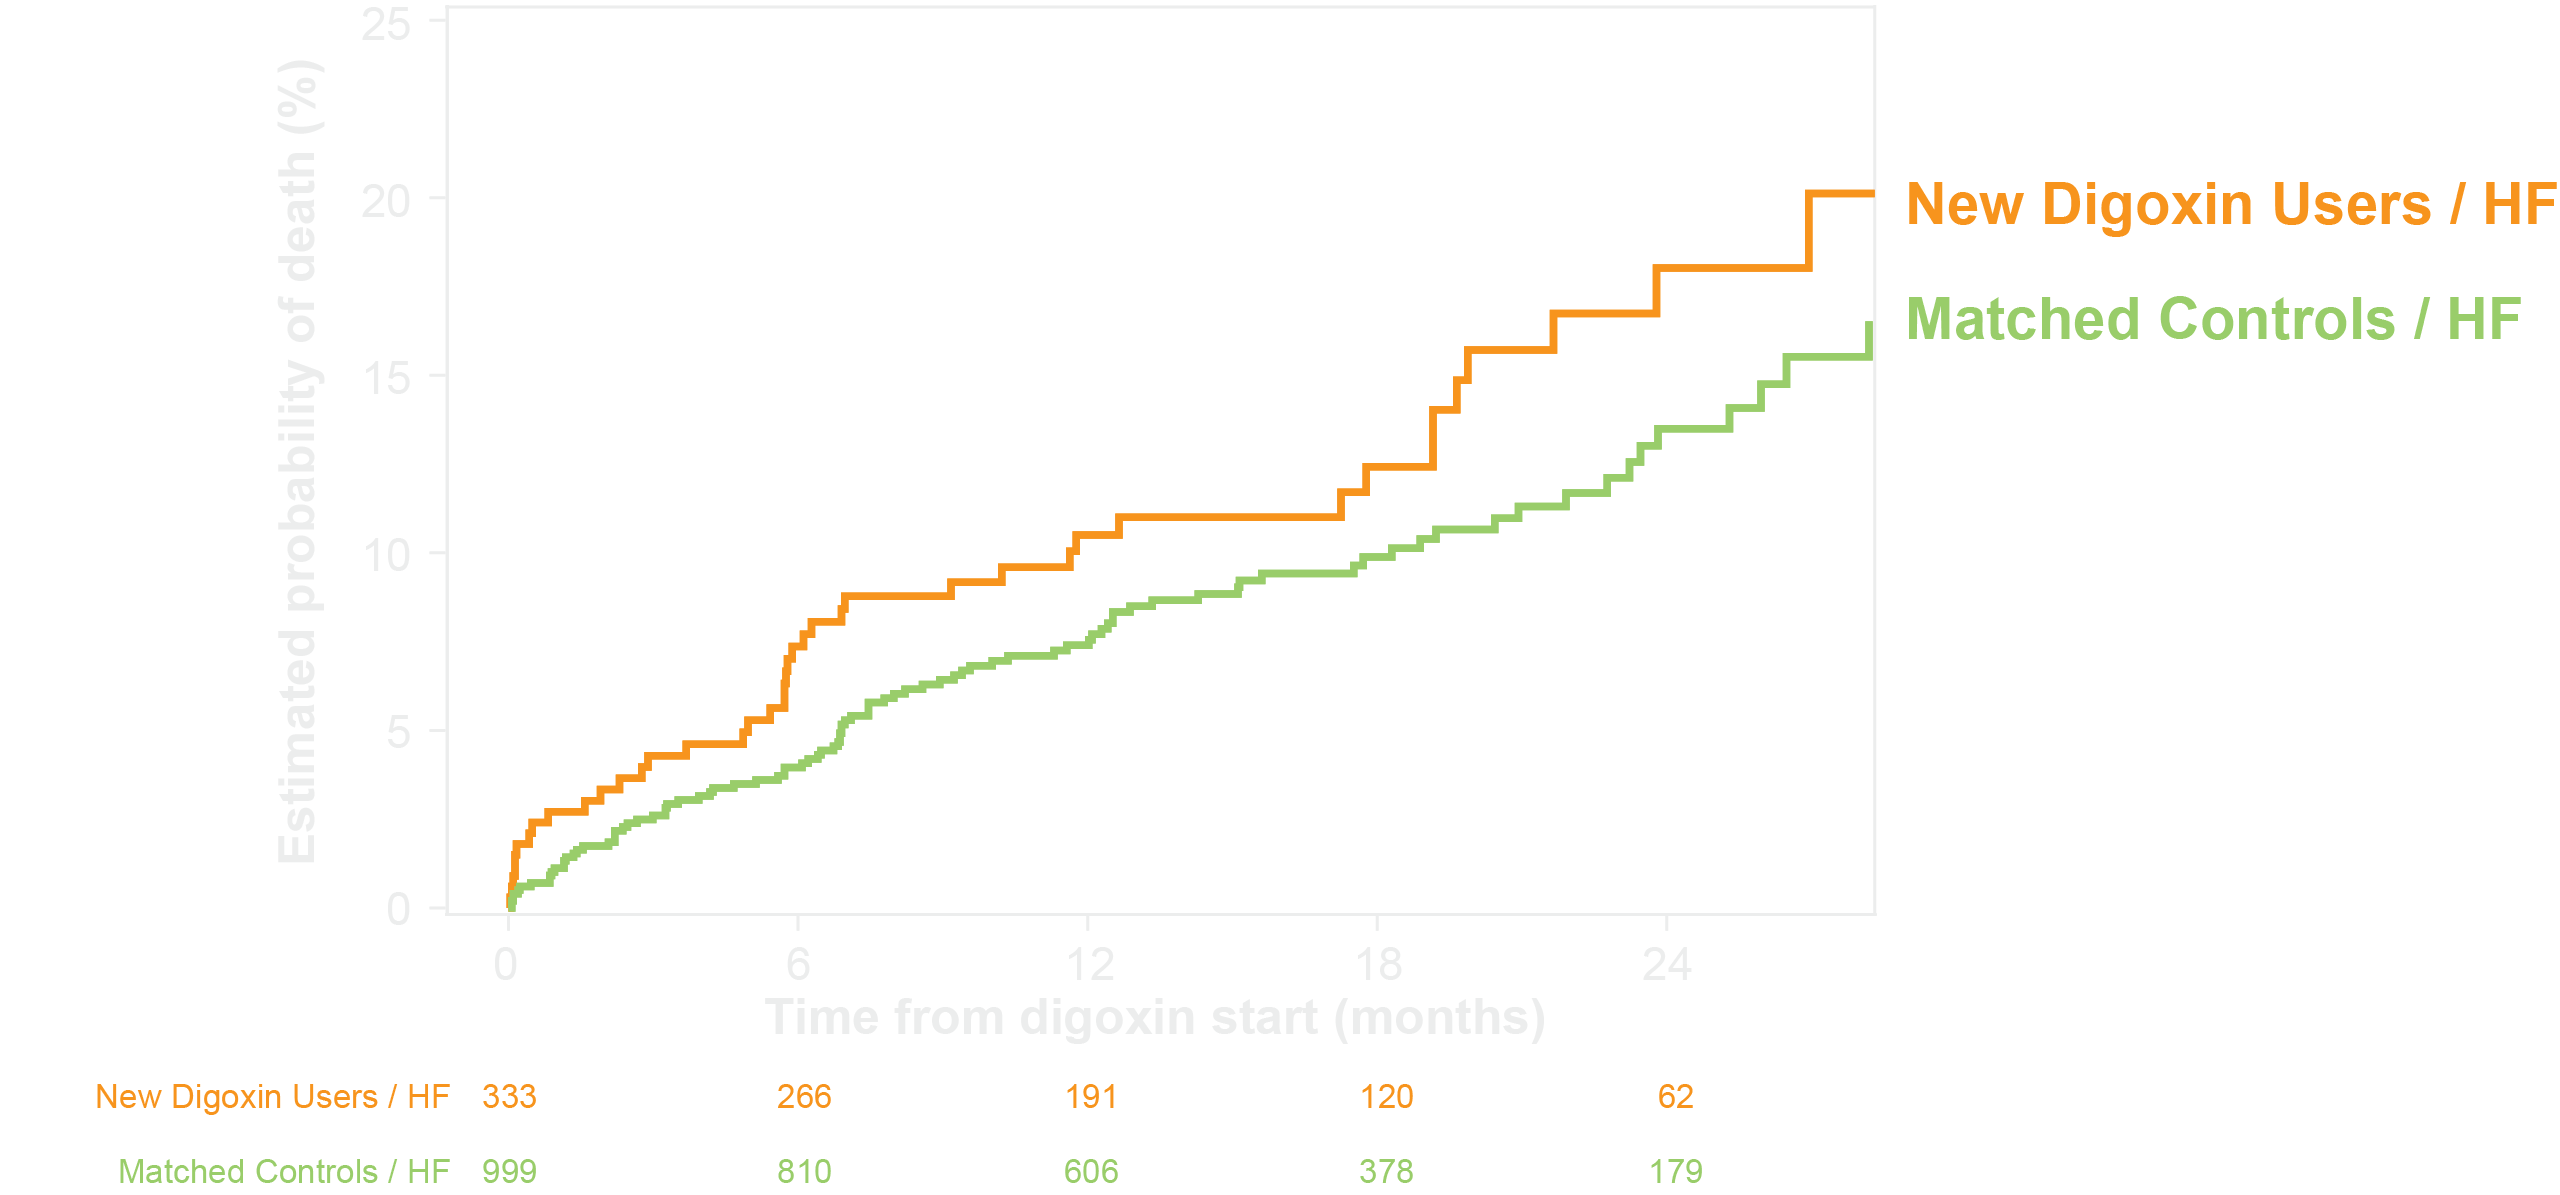 25
20
15
10
5
0
Estimated probability of death (%)
New Digoxin Users / HF
Matched Controls / HF
0 6 12 18 24
Time from digoxin start (months)
New Digoxin Users / HF 333 266 191 120 62
Matched Controls / HF 999 810 606 378 179